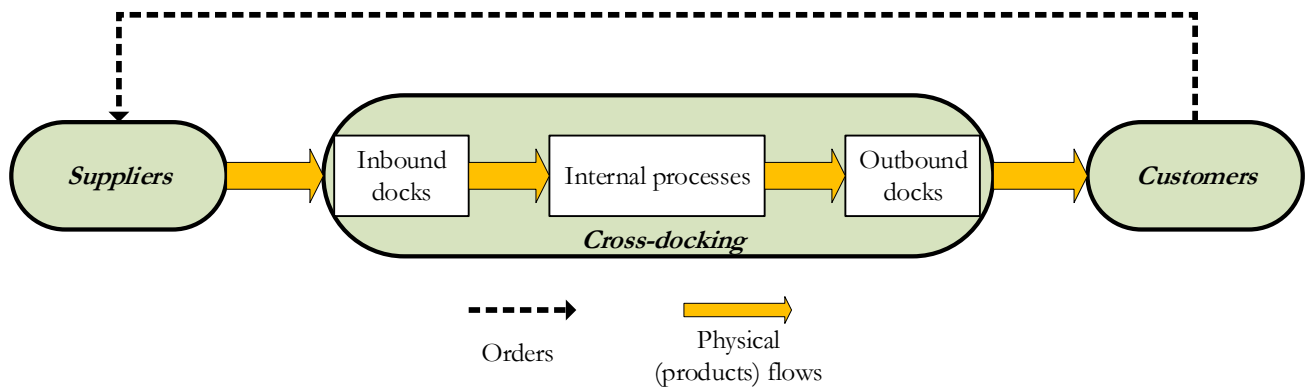 Suppliers
Inbound
docks
Internal processes
Outbound
docks
Customers
Cross-docking
Orders
Physical
(products) flows